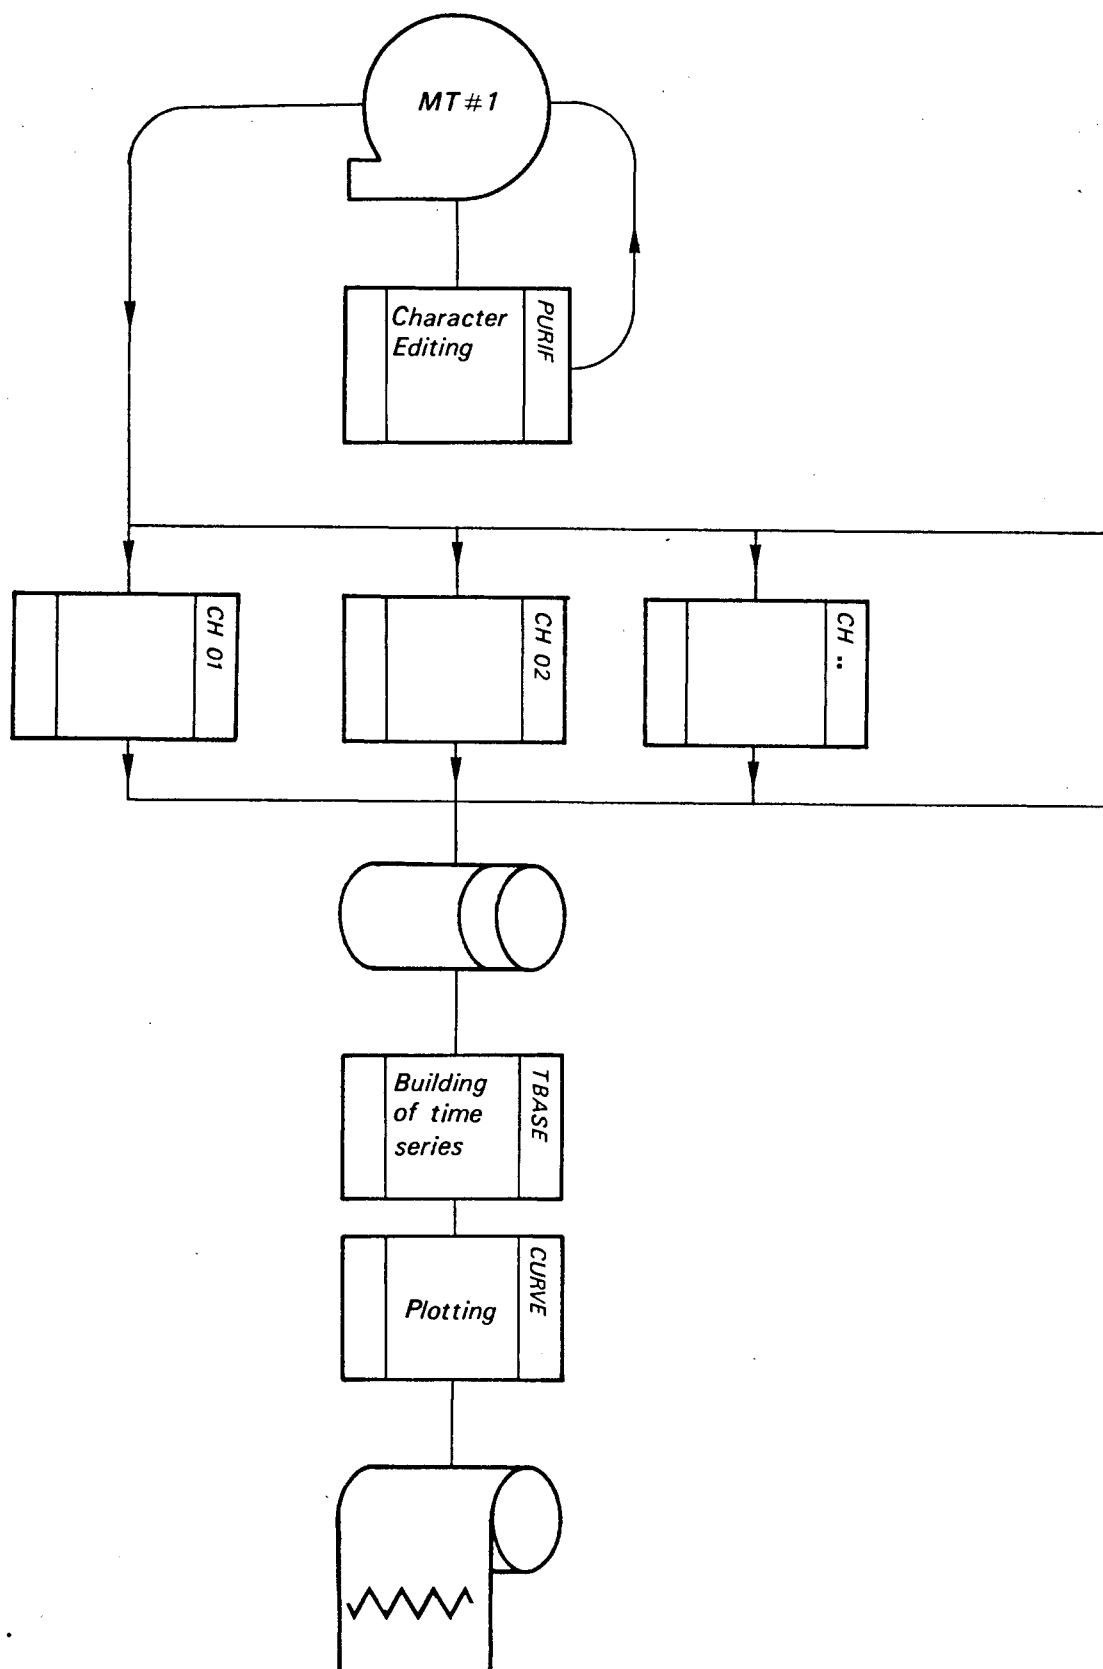 MT#1
Character
Editing
PURIF
CH 01
CH 02
CH ..
Building
of time
series
TBASE
Plotting
CURVE